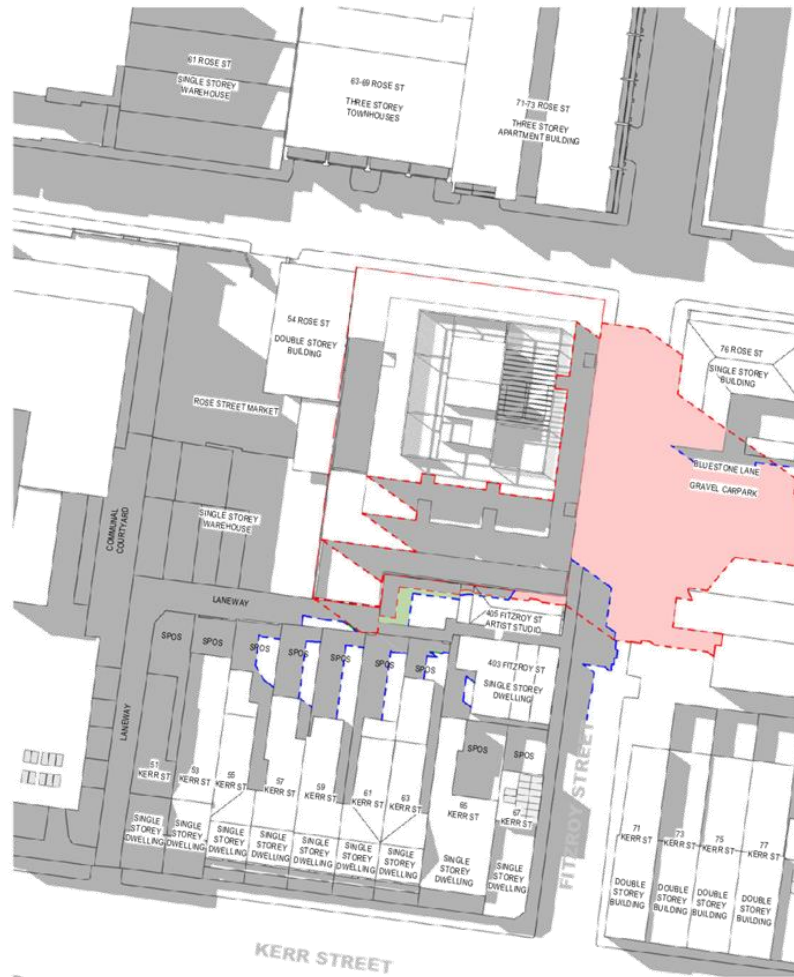 61 ROSE ST
SINGLE STOREY
WAREHOUSE
63-69 ROSE ST
THREE STOREY
TOWNHOUSES
71-73 ROSE ST
THREE STOREY
APARTMENT BUILDING
54 ROSE ST
DOUBLE STOREY
BUILDING
76 ROSE ST
SINGLE STOREY
BUILDING
ROSE STREET MARKET
BLUESTONE LANE
GRAVEL CARPARK
COMMUNAL
COURTYARD
SINGLE STOREY
WAREHOUSE
LANEWAY
405 FITZROY ST
ARTIST STUDIO
SPOS
SPOS
SPOS
SPOS
SPOS
SPOS
SPOS
403 FITZROY ST
SINGLE STOREY
DWELLING
LANEWAY
SPOS
SPOS
51
KERR ST
53
KERR ST
55
KERR ST
57
KERR ST
59
KERR ST
61
KERR ST
63
KERR ST
65
KERR ST
67
KERR ST
SINGLE
STOREY
DWELLING
SINGLE
STOREY
DWELLING
SINGLE
STOREY
DWELLING
SINGLE
STOREY
DWELLING
SINGLE
STOREY
DWELLING
SINGLE
STOREY
DWELLING
SINGLE
STOREY
DWELLING
SINGLE
STOREY
DWELLING
SINGLE
STOREY
DWELLING
FITZROY STREET
71
KERR ST
73
KERR ST
75
KERR ST
77
KERR ST
DOUBLE
STOREY
BUILDING
DOUBLE
STOREY
BUILDING
DOUBLE
STOREY
BUILDING
DOUBLE
STOREY
BUILDING
KERR STREET